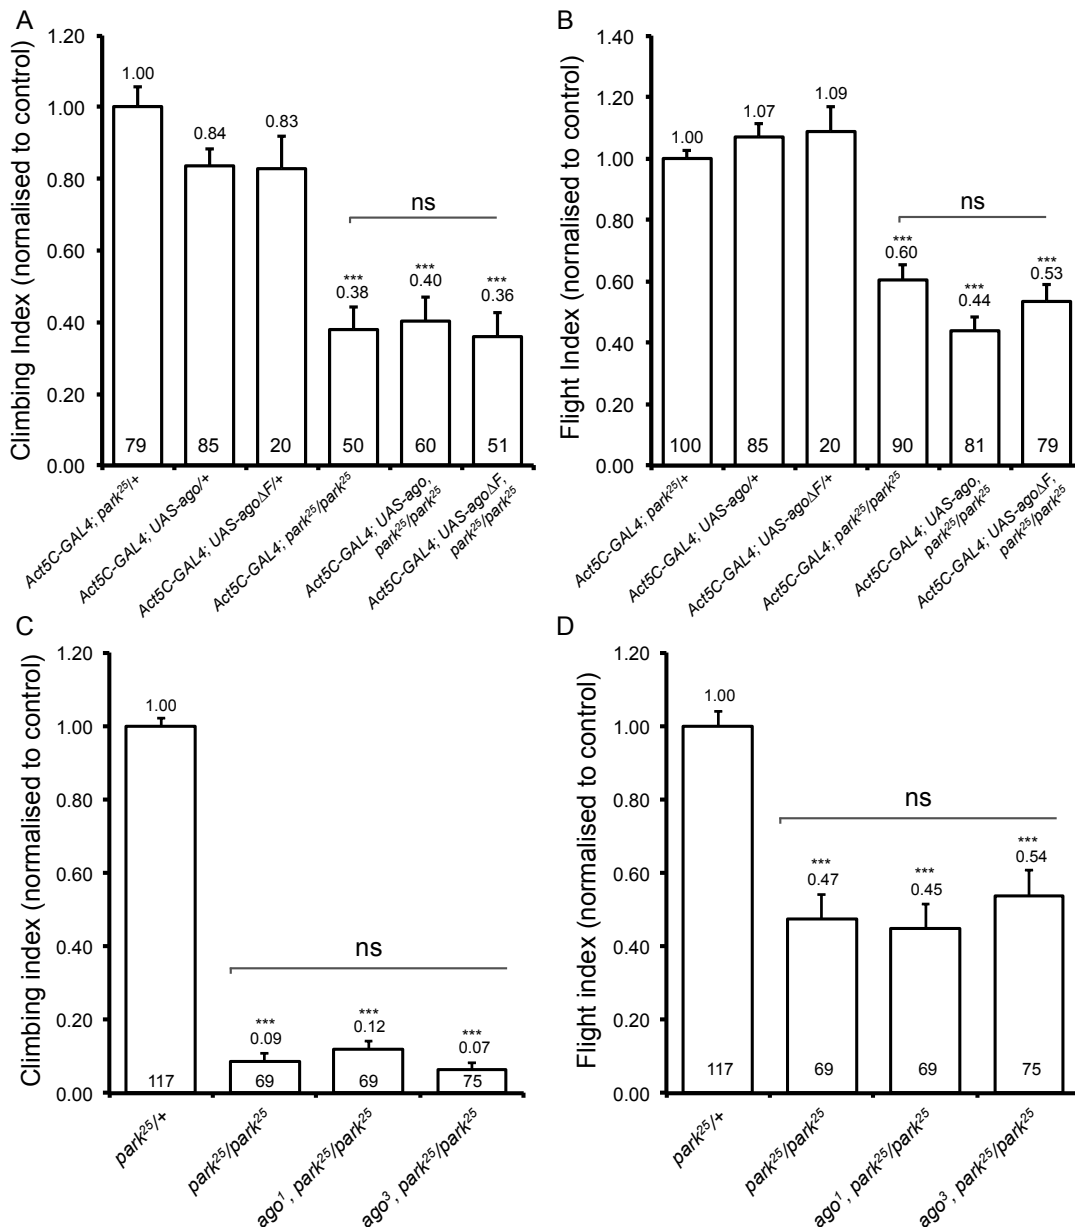 A
Climbing Index (nornalised to control)
1.20
1.00
0.80
0.60
0.40
0.20
0.00
1.00
0.84
0.83
ns
***
0.38
***
0.40
***
0.36
79
85
20
50
60
51
Act5C-GAL4; park²⁵/+
Act5C-GAL4; UAS-ago/+
Act5C-GAL4; UAS-agoΔF/+
Act5C-GAL4; park²⁵/park²⁵
Act5C-GAL4; UAS-ago,
park²⁵/park²⁵
Act5C-GAL4; UAS-agoΔF,
park²⁵/park²⁵
B
Flight Index (nornalised to control)
1.40
1.20
1.00
0.80
0.60
0.40
0.20
0.00
1.00
1.07
1.09
ns
***
0.60
***
0.44
***
0.53
100
85
20
90
81
79
Act5C-GAL4; park²⁵/+
Act5C-GAL4; UAS-ago/+
Act5C-GAL4; UAS-agoΔF/+
Act5C-GAL4; park²⁵/park²⁵
Act5C-GAL4; UAS-ago,
park²⁵/park²⁵
Act5C-GAL4; UAS-agoΔF,
park²⁵/park²⁵
C
Climbing index (normalised to control)
1.20
1.00
0.80
0.60
0.40
0.20
0.00
1.00
ns
***
0.09
***
0.12
***
0.07
117
69
69
75
park²⁵/+
park²⁵/park²⁵
ago¹, park²⁵/park²⁵
ago³, park²⁵/park²⁵
D
Flight index (normalised to control)
1.20
1.00
0.80
0.60
0.40
0.20
0.00
1.00
ns
***
0.47
***
0.45
***
0.54
117
69
69
75
park²⁵/+
park²⁵/park²⁵
ago¹, park²⁵/park²⁵
ago³, park²⁵/park²⁵